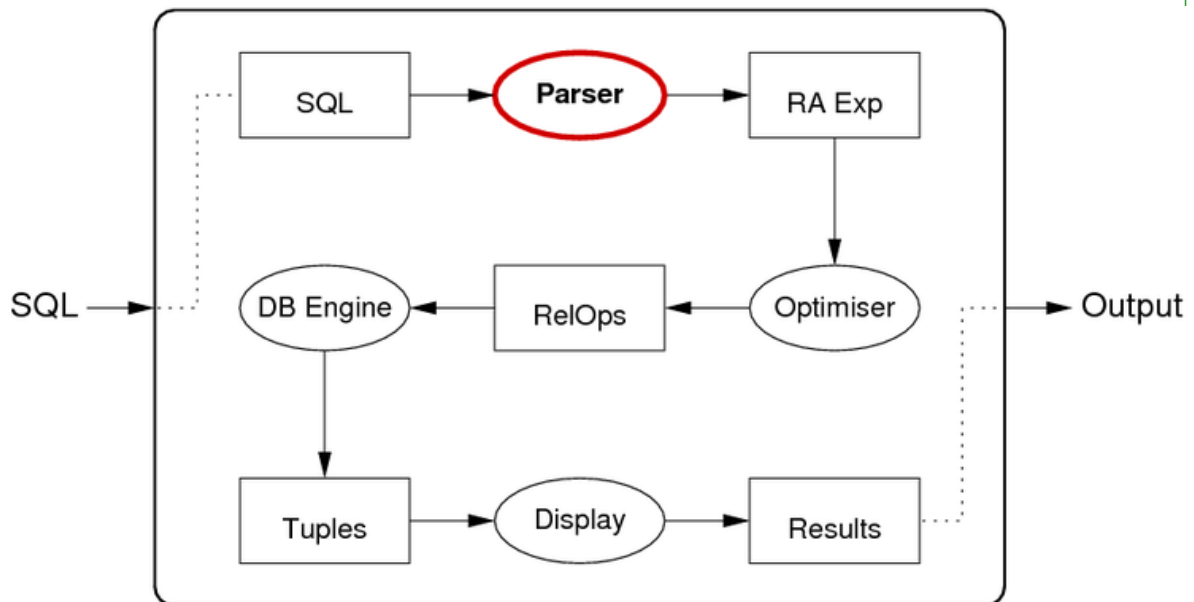 SQL
Parser
RA Exp
SQL
DB Engine
RelOps
Optimiser
Output
Tuples
Display
Results